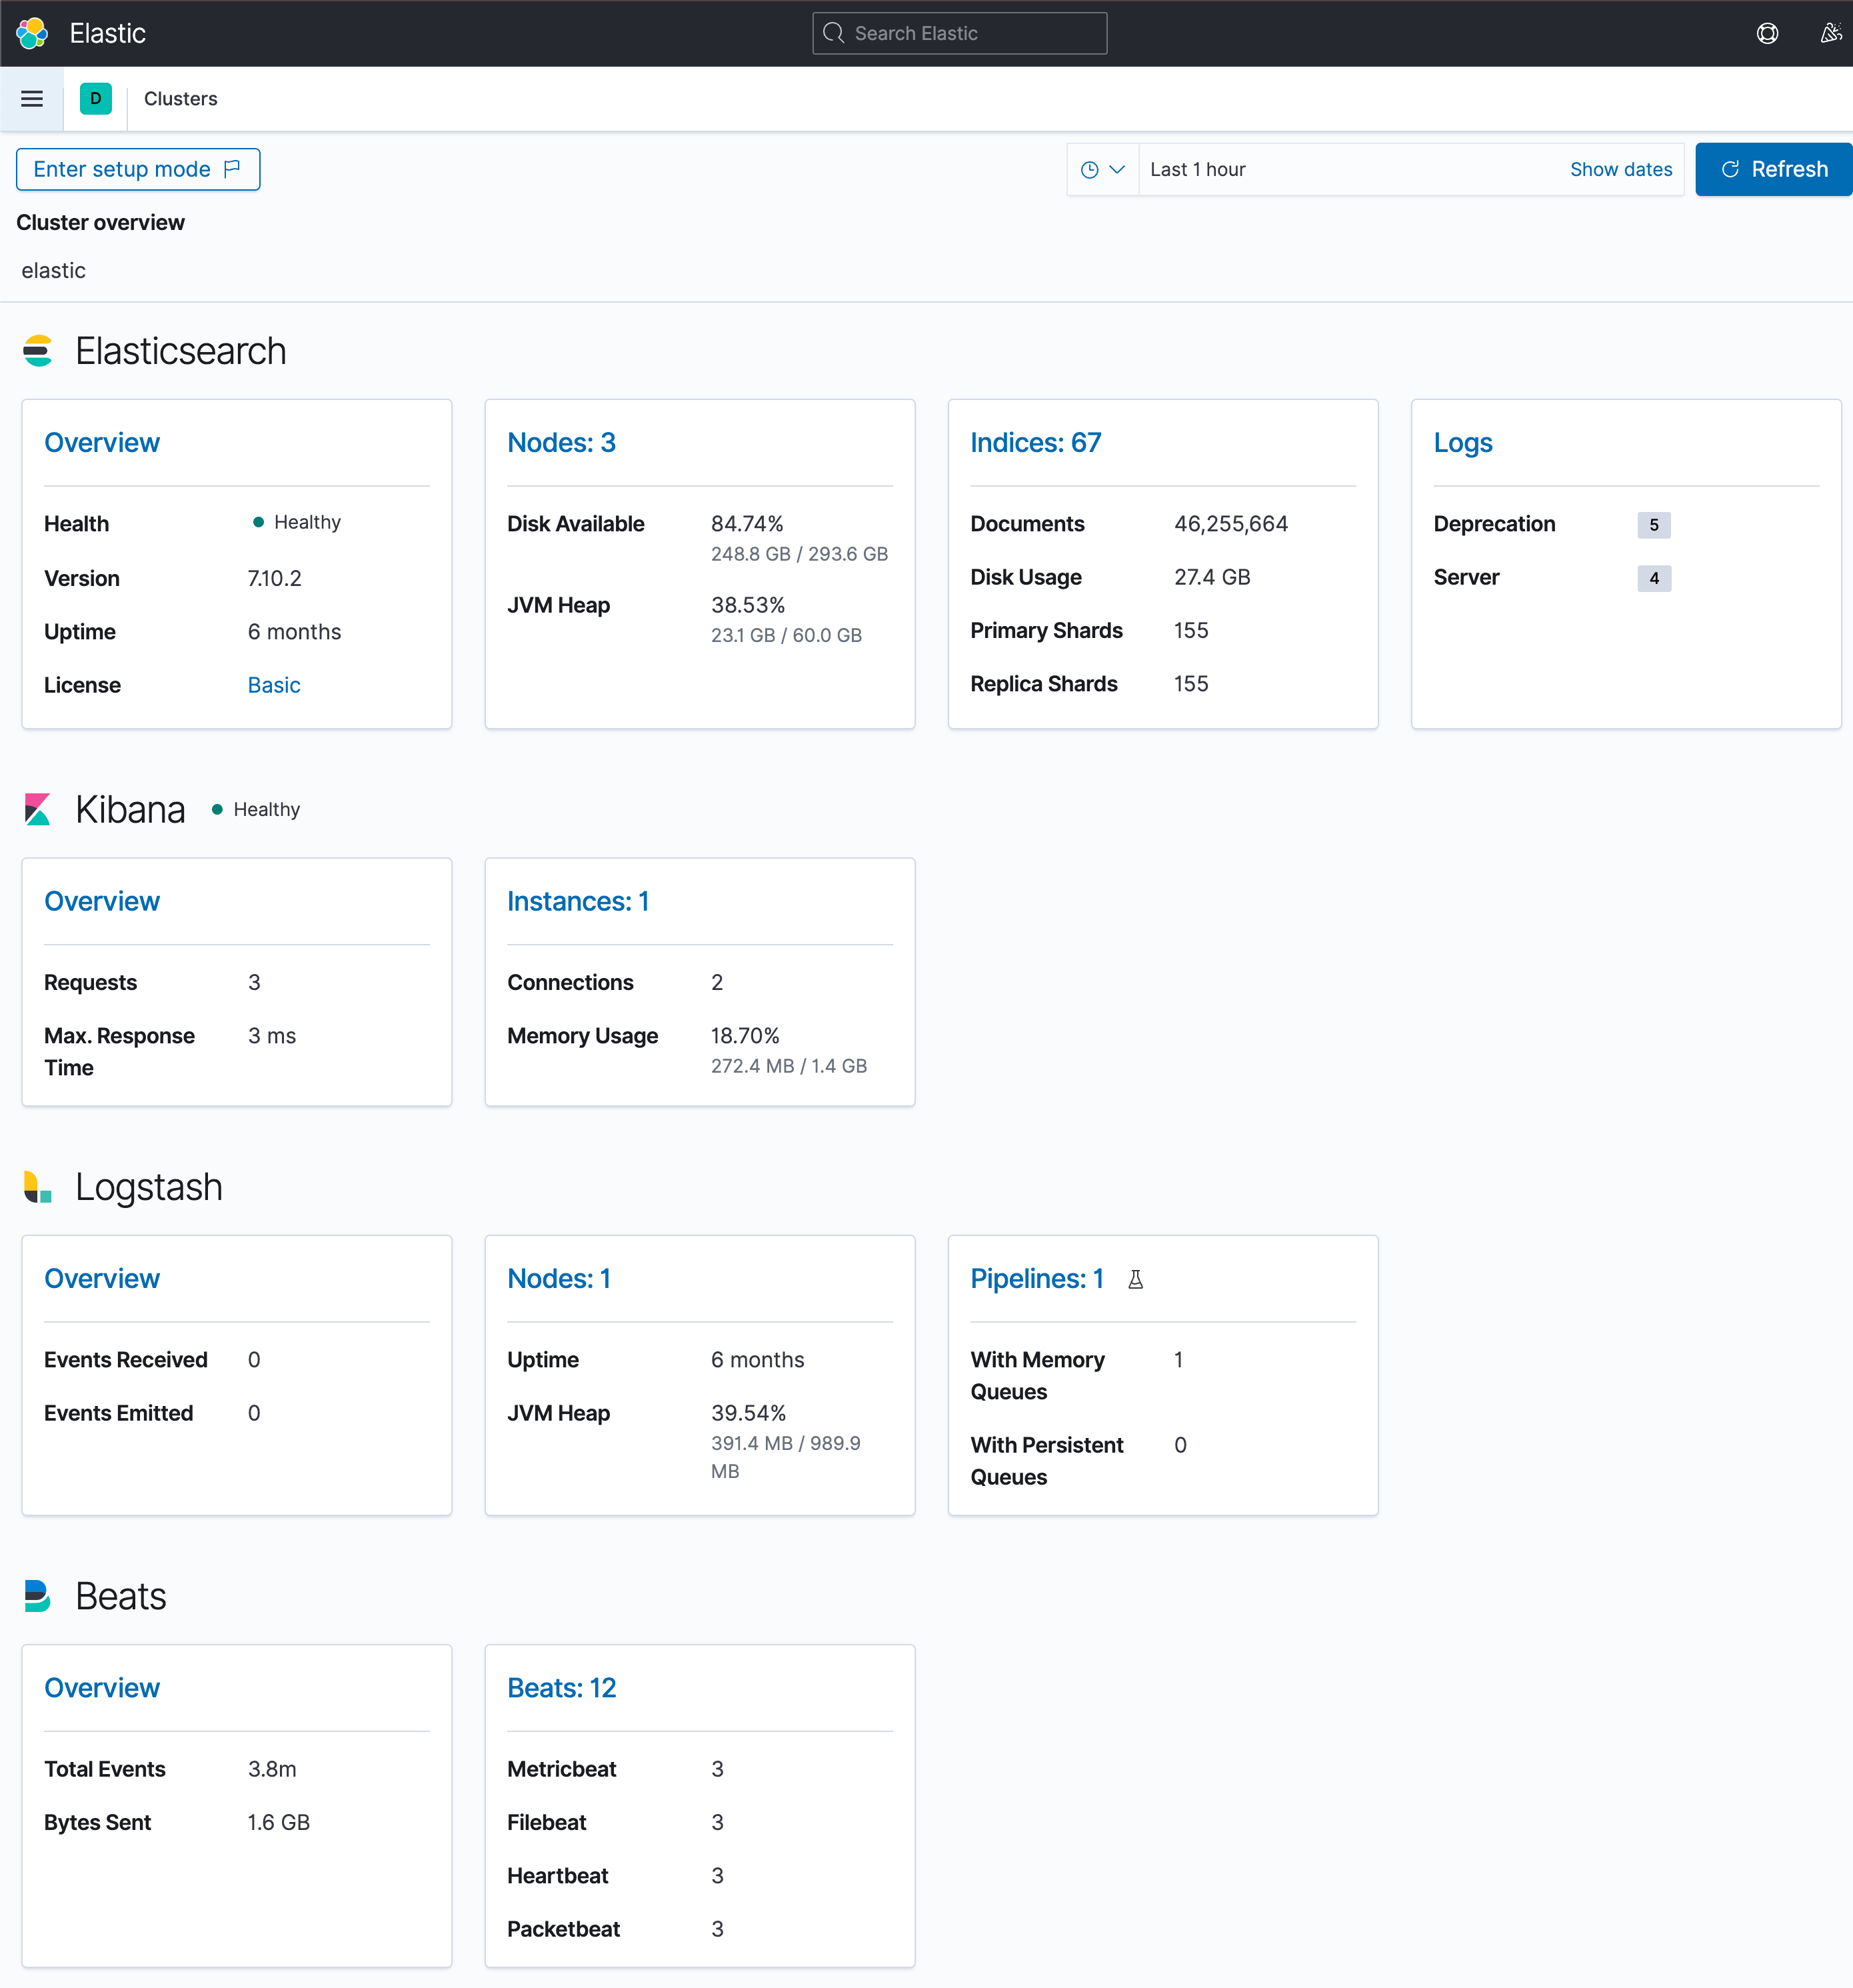 Elastic
Search Elastic
D
Clusters
Enter setup mode
Last 1 hour
Show dates
Refresh
Cluster overview
elastic
Elasticsearch
Overview
Health Healthy
Version 7.10.2
Uptime 6 months
License Basic
Nodes: 3
Disk Available 84.74%
248.8 GB / 293.6 GB
JVM Heap 38.53%
23.1 GB / 60.0 GB
Indices: 67
Documents 46,255,664
Disk Usage 27.4 GB
Primary Shards 155
Replica Shards 155
Logs
Deprecation 5
Server 4
Kibana Healthy
Overview
Requests 3
Max. Response 3 ms
Time
Instances: 1
Connections 2
Memory Usage 18.70%
272.4 MB / 1.4 GB
Logstash
Overview
Events Received 0
Events Emitted 0
Nodes: 1
Uptime 6 months
JVM Heap 39.54%
391.4 MB / 989.9
MB
Pipelines: 1
With Memory 1
Queues
With Persistent 0
Queues
Beats
Overview
Total Events 3.8m
Bytes Sent 1.6 GB
Beats: 12
Metricbeat 3
Filebeat 3
Heartbeat 3
Packetbeat 3